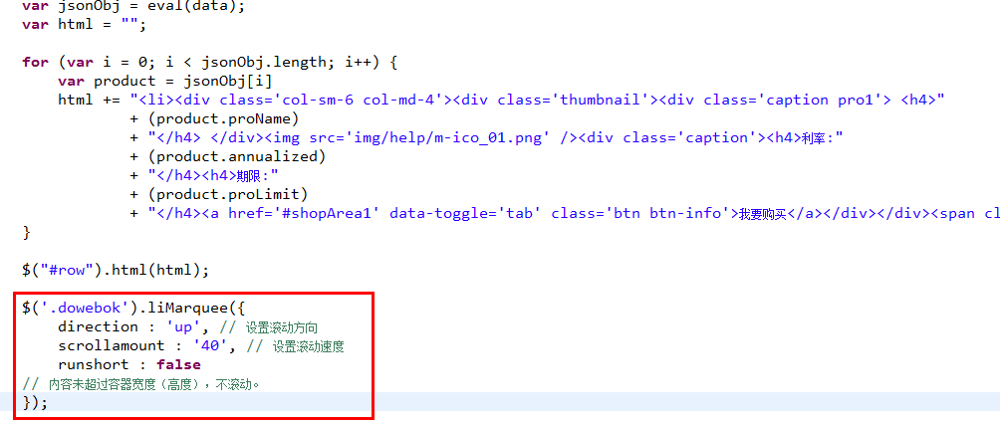 var jsonObj = eval(data);
var html = "";
for (var i = 0; i < jsonObj.length; i++) {
var product = jsonObj[i]
html += "<li><div class='col-sm-6 col-md-4'><div class='thumbnail'><div class='caption pro1'> <h4>"
+ (product.proName)
+ "</h4> </div><img src='img/help/m-ico_01.png' /><div class='caption'><h4>利率:"
+ (product.annualized)
+ "</h4><h4>期限:"
+ (product.proLimit)
+ "</h4><a href='#shopArea1' data-toggle='tab' class='btn btn-info'>我要购买</a></div></div><span cl
}
$("#row").html(html);
$('.dowebok').liMarquee({
direction : 'up', // 设置滚动方向
scrollamount : '40', // 设置滚动速度
runshort : false
// 内容未超过容器宽度（高度），不滚动。
});